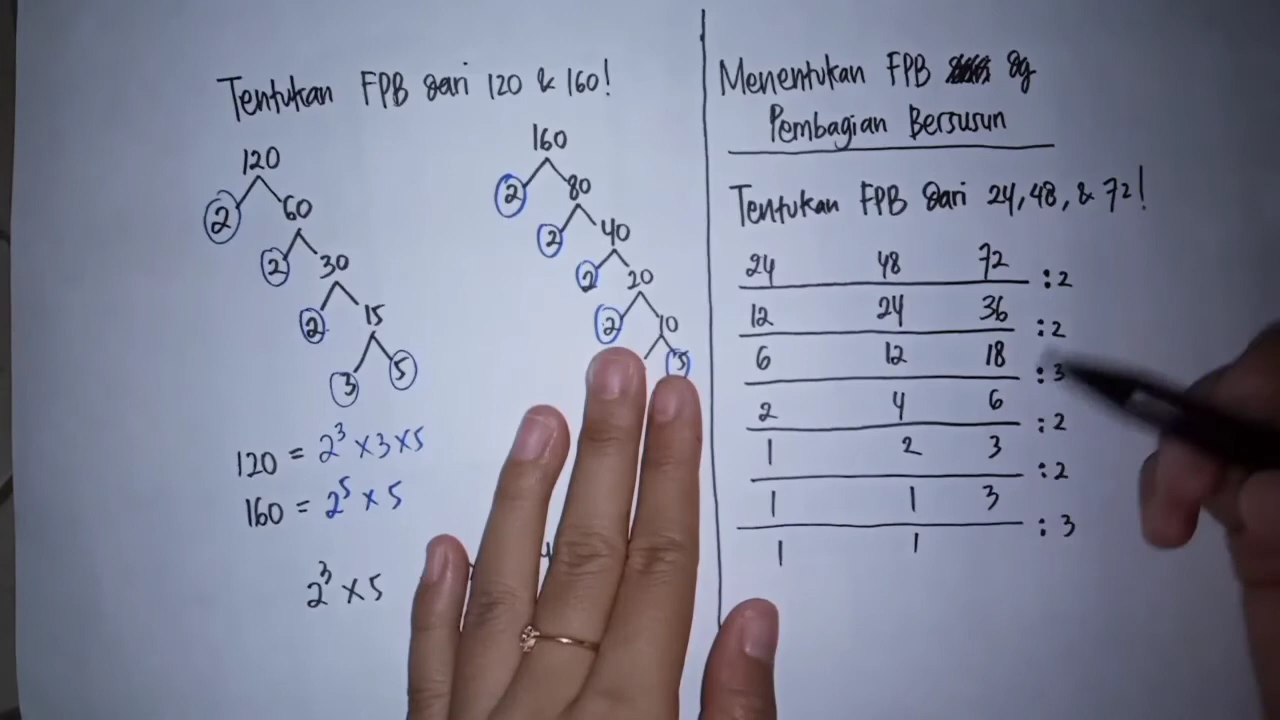 Tentukan FPB dari 120 & 160!
120
2 60
2 30
2 15
3 5
160
2 80
2 40
2 20
2 10
5
120 = 2³ × 3 × 5
160 = 2⁵ × 5
2³ × 5
Menentukan FPB dg
Pembagian Bersusun
Tentukan FPB dari 24, 48, & 72!
24 48 72 : 2
12 24 36 : 2
6 12 18 : 3
2 4 6 : 2
1 2 3 : 2
1 1 3 : 3
1 1